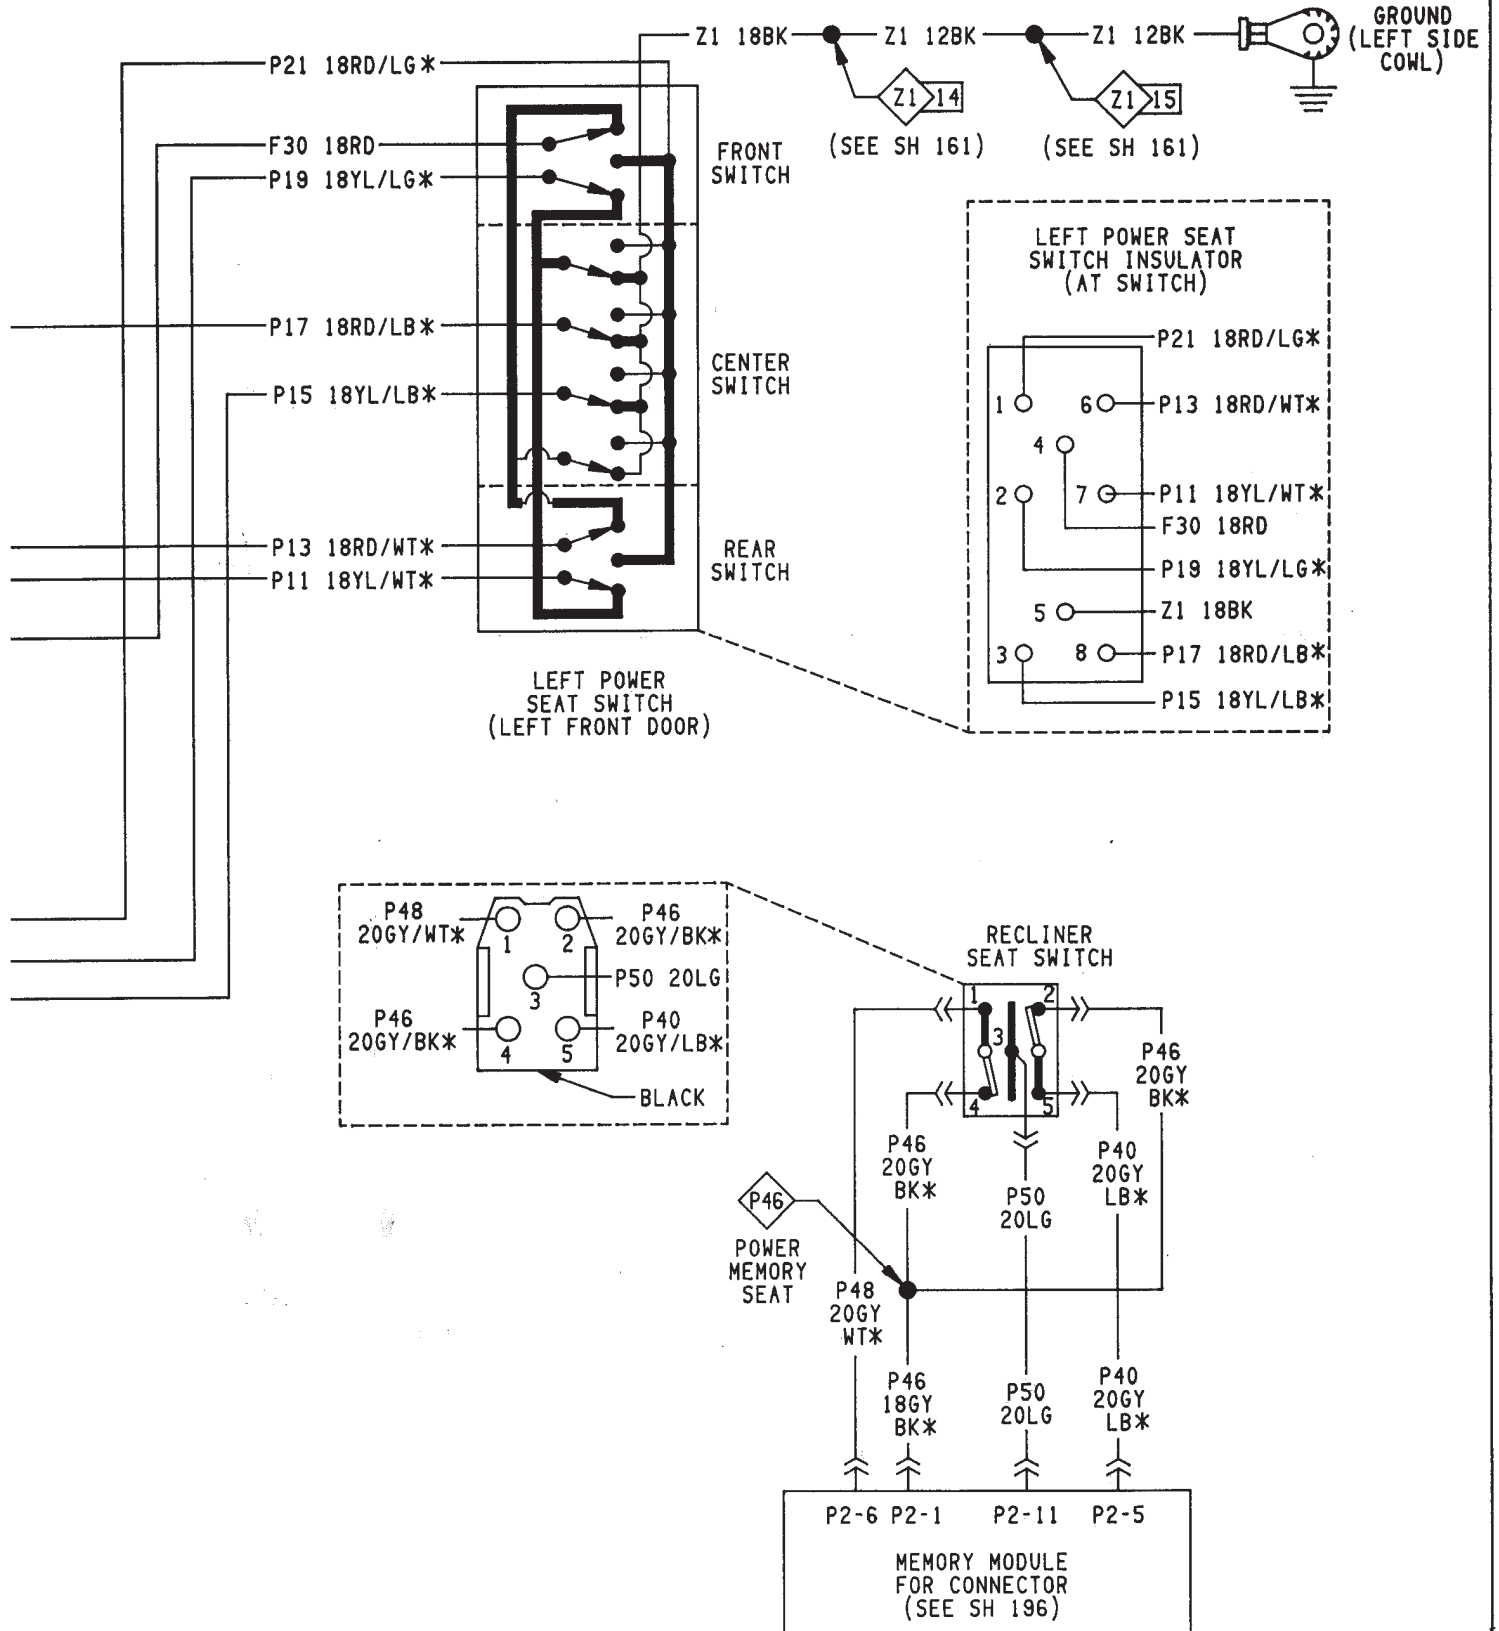 Z1 18BK
Z1 12BK
Z1 12BK
GROUND
(LEFT SIDE
COWL)
Z1 14
(SEE SH 161)
Z1 15
(SEE SH 161)
P21 18RD/LG*
F30 18RD
P19 18YL/LG*
P17 18RD/LB*
P15 18YL/LB*
P13 18RD/WT*
P11 18YL/WT*
FRONT
SWITCH
CENTER
SWITCH
REAR
SWITCH
LEFT POWER
SEAT SWITCH
(LEFT FRONT DOOR)
LEFT POWER SEAT
SWITCH INSULATOR
(AT SWITCH)
P21 18RD/LG*
1
6
P13 18RD/WT*
4
2
7
P11 18YL/WT*
F30 18RD
P19 18YL/LG*
5
Z1 18BK
3
8
P17 18RD/LB*
P15 18YL/LB*
P48
20GY/WT*
1
2
P46
20GY/BK*
3
P50 20LG
P46
20GY/BK*
4
5
P40
20GY/LB*
BLACK
RECLINER
SEAT SWITCH
1
2
3
4
5
P46
20GY
BK*
P46
20GY
BK*
P40
20GY
LB*
P50
20LG
P46
POWER
MEMORY
SEAT
P48
20GY
WT*
P46
18GY
BK*
P50
20LG
P40
20GY
LB*
P2-6 P2-1 P2-11 P2-5
MEMORY MODULE
FOR CONNECTOR
(SEE SH 196)